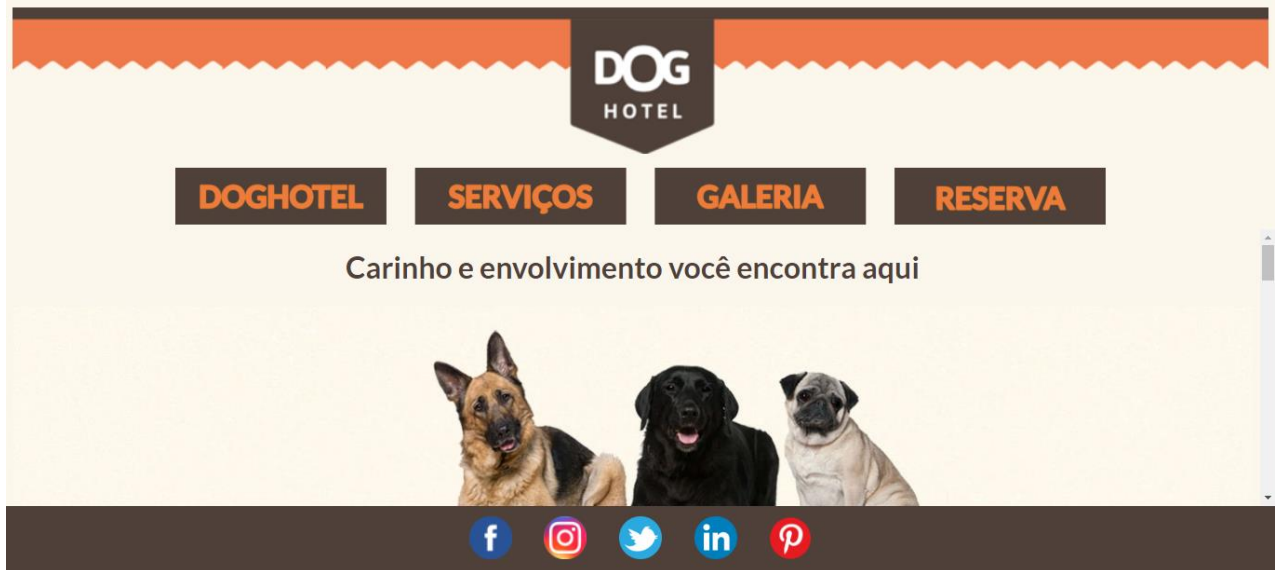 DOG
HOTEL
DOGHOTEL SERVIÇOS GALERIA RESERVA
Carinho e envolvimento você encontra aqui